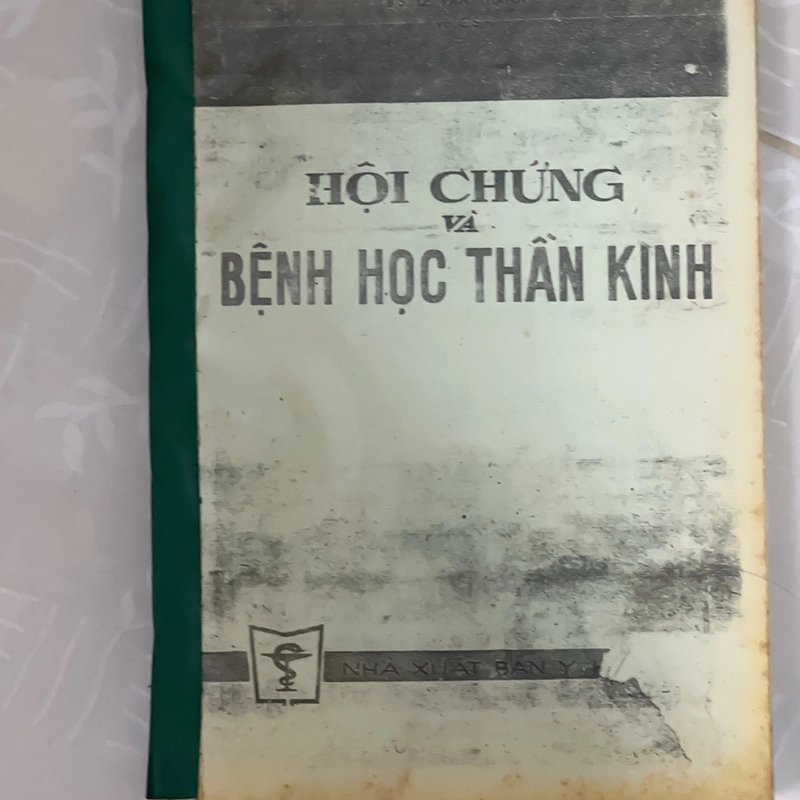 HỘI CHỨNG
VÀ
BỆNH HỌC THẦN KINH
NHÀ XUẤT BẢN Y